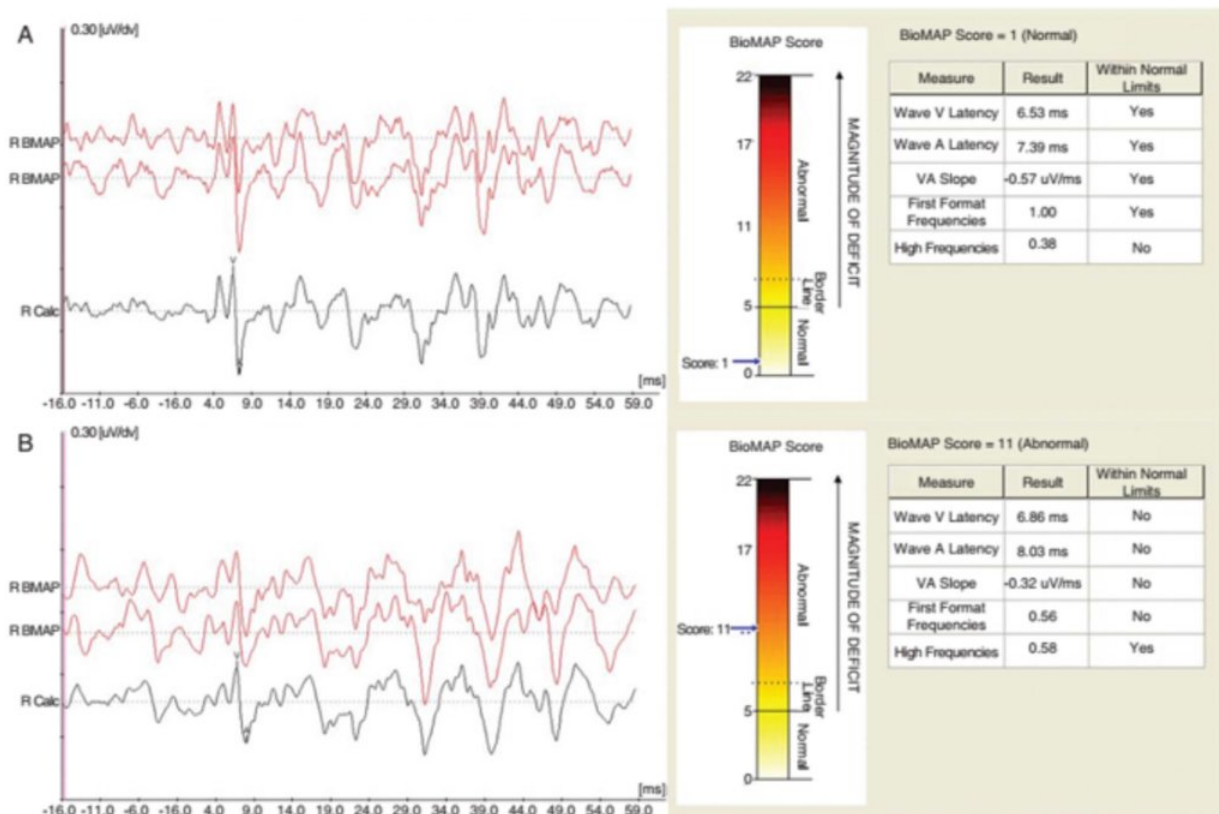 A
0.30 [uV/dv]
R BMAP
R BMAP
R Calc
V
A
[ms]
-16.0 -11.0 -6.0 -16.0 4.0 9.0 14.0 19.0 24.0 29.0 34.0 39.0 44.0 49.0 54.0 59.0
BioMAP Score
22
17
11
5
0
Score: 1
Abnormal
Border
Line
Normal
MAGNITUDE OF DEFICIT
BioMAP Score = 1 (Normal)
Measure Result Within Normal
Limits
Wave V Latency 6.53 ms Yes
Wave A Latency 7.39 ms Yes
VA Slope -0.57 uV/ms Yes
First Format
Frequencies 1.00 Yes
High Frequencies 0.38 No
B
0.30 [uV/dv]
R BMAP
R BMAP
R Calc
V
A
[ms]
-16.0 -11.0 -6.0 -16.0 4.0 9.0 14.0 19.0 24.0 29.0 34.0 39.0 44.0 49.0 54.0 59.0
BioMAP Score
22
17
Score: 11
5
0
Abnormal
Border
Line
Normal
MAGNITUDE OF DEFICIT
BioMAP Score = 11 (Abnormal)
Measure Result Within Normal
Limits
Wave V Latency 6.86 ms No
Wave A Latency 8.03 ms No
VA Slope -0.32 uV/ms No
First Format
Frequencies 0.56 No
High Frequencies 0.58 Yes